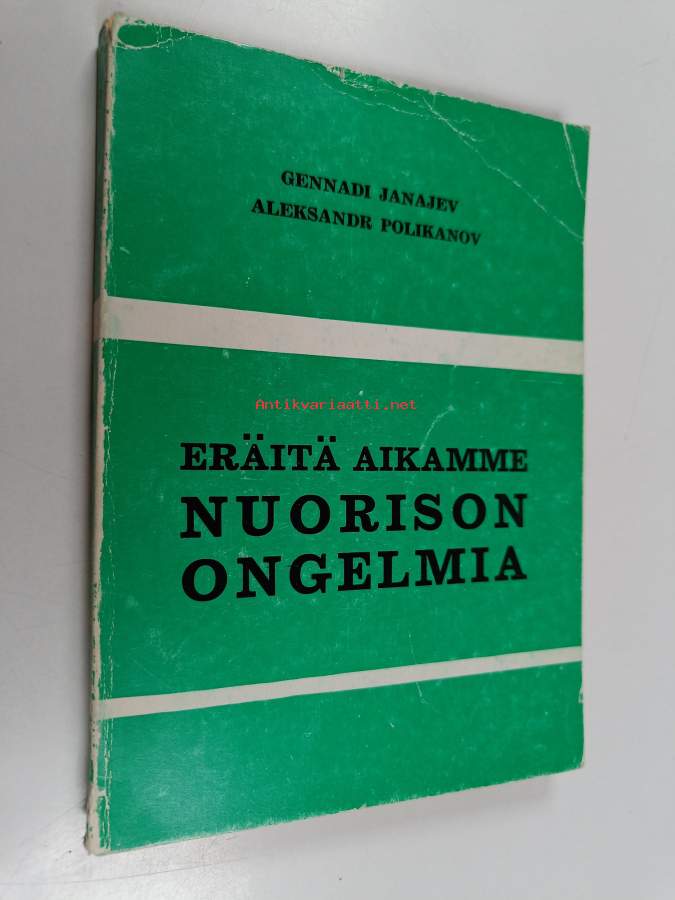 GENNADI JANAJEV
ALEKSANDR POLIKANOV
Antikvariaatti.net
ERÄITÄ AIKAMME
NUORISON
ONGELMIA